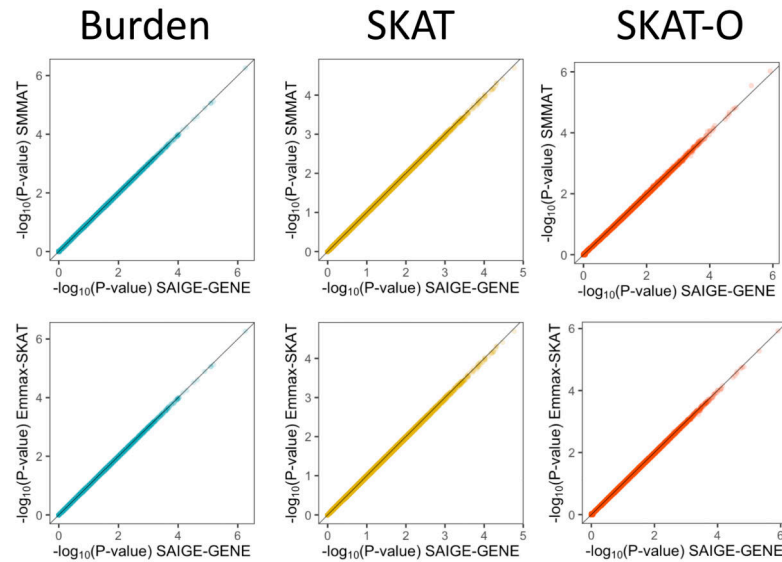 Burden SKAT SKAT-O
-log₁₀(P-value) SMMAT
6
4
2
0
0 2 4 6
-log₁₀(P-value) SAIGE-GENE
-log₁₀(P-value) SMMAT
4
3
2
1
0
0 1 2 3 4 5
-log₁₀(P-value) SAIGE-GENE
-log₁₀(P-value) SMMAT
6
4
2
0
0 2 4 6
-log₁₀(P-value) SAIGE-GENE
-log₁₀(P-value) Emmax-SKAT
6
4
2
0
0 2 4 6
-log₁₀(P-value) SAIGE-GENE
-log₁₀(P-value) Emmax-SKAT
4
3
2
1
0
0 1 2 3 4 5
-log₁₀(P-value) SAIGE-GENE
-log₁₀(P-value) Emmax-SKAT
6
4
2
0
0 2 4 6
-log₁₀(P-value) SAIGE-GENE